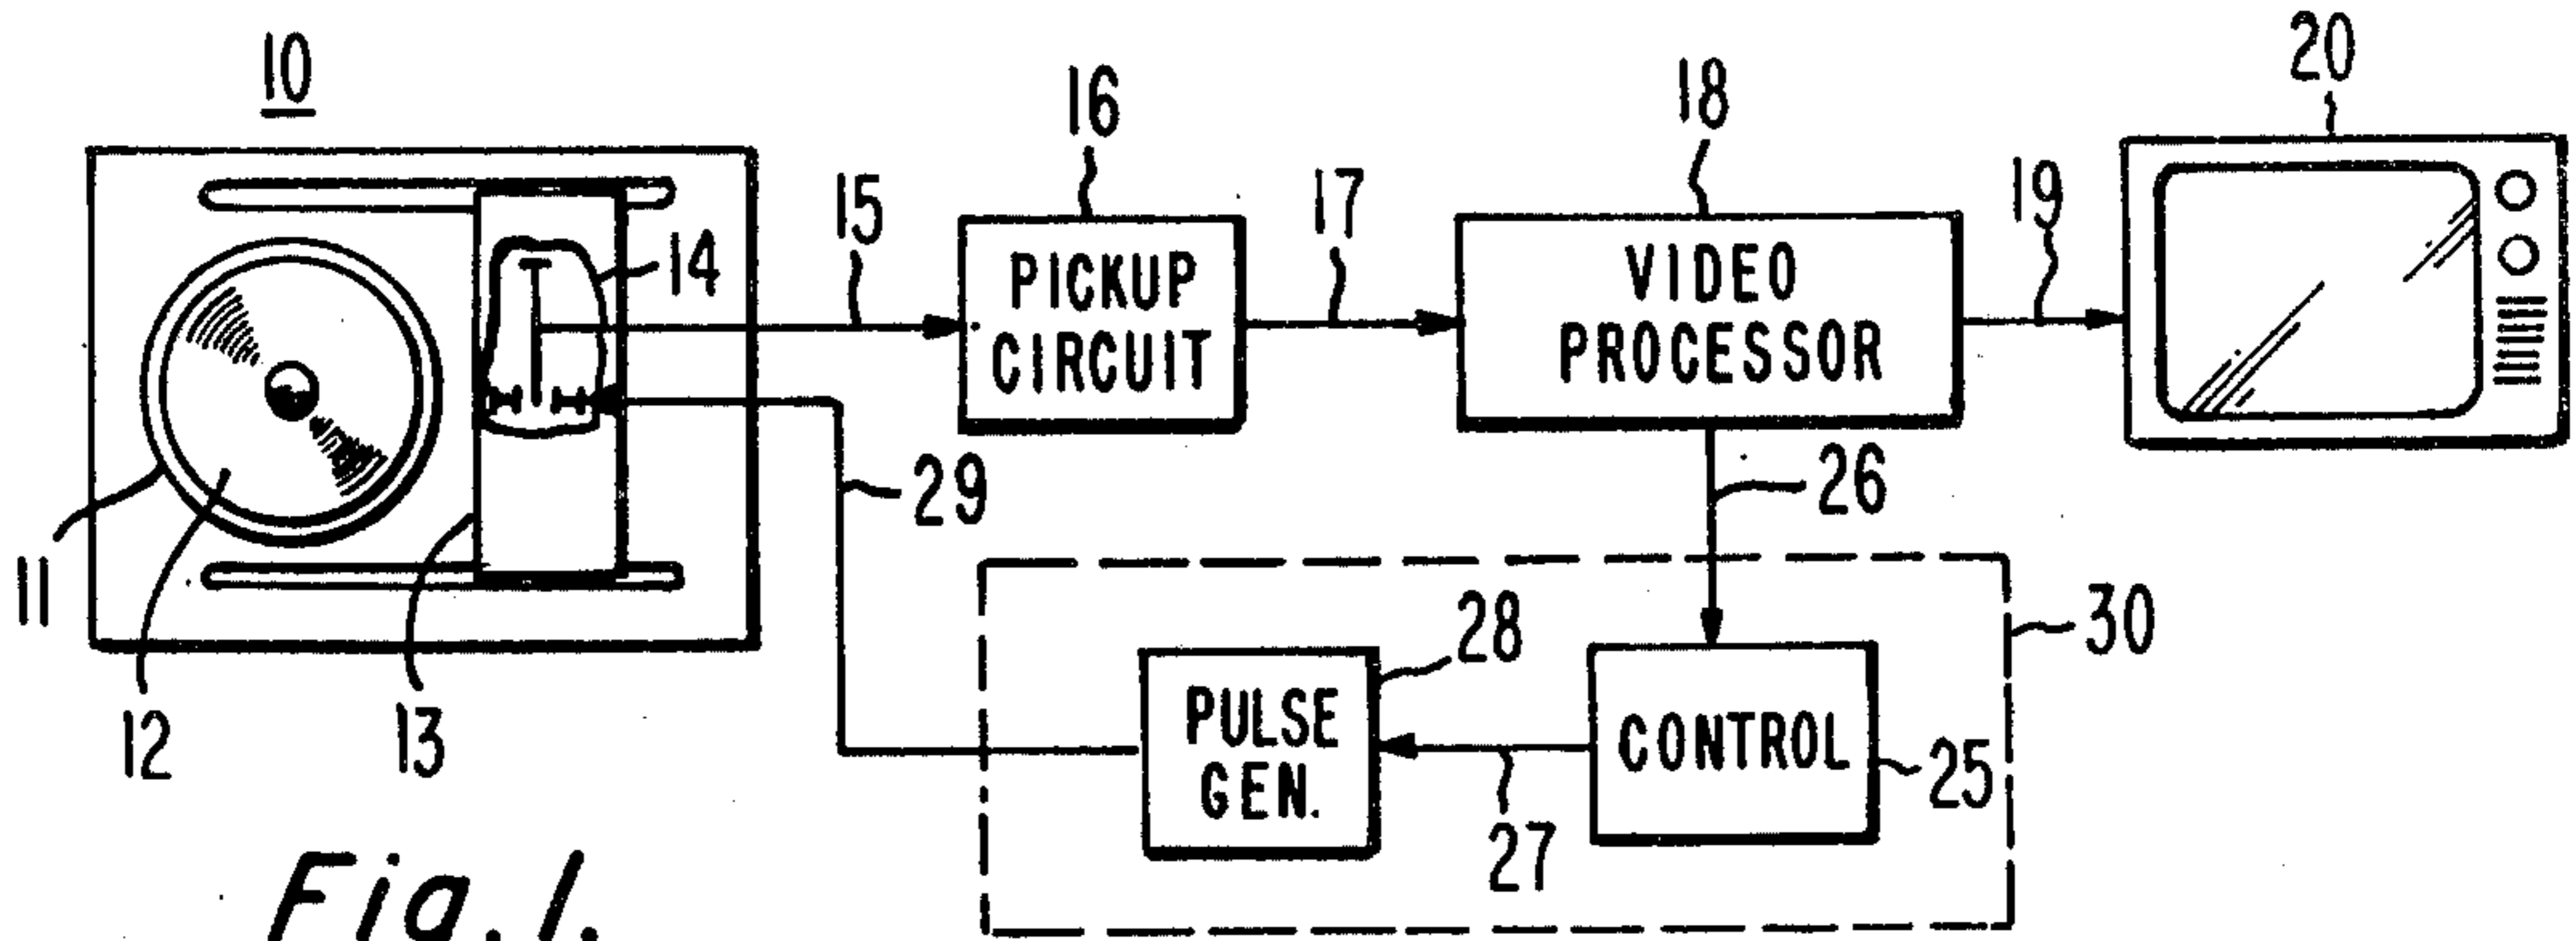 10
16
18
20
15
17
19
14
PICKUP
CIRCUIT
VIDEO
PROCESSOR
29
26
11
12
13
28
30
PULSE
GEN.
CONTROL
25
27
Fig. 1.